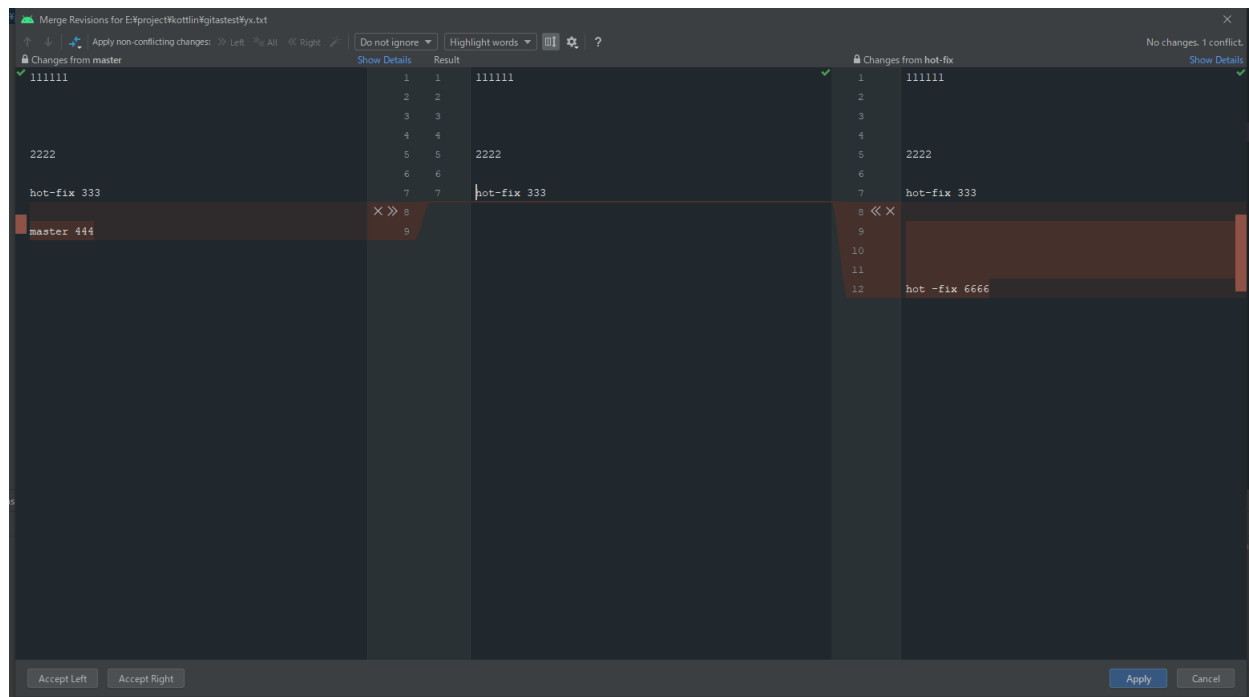 Merge Revisions for E:¥project¥kottlin¥gitastest¥yx.txt
Apply non-conflicting changes: Left All Right Do not ignore Highlight words ? No changes. 1 conflict.
Changes from master Show Details Result Changes from hot-fix Show Details
111111 1 1 111111 1 111111
2 2 2
3 3 3
4 4 4
2222 5 5 2222 5 2222
6 6 6
hot-fix 333 7 7 hot-fix 333 7 hot-fix 333
8 8
master 444 9 9
10
11
12 hot -fix 6666
Accept Left Accept Right Apply Cancel